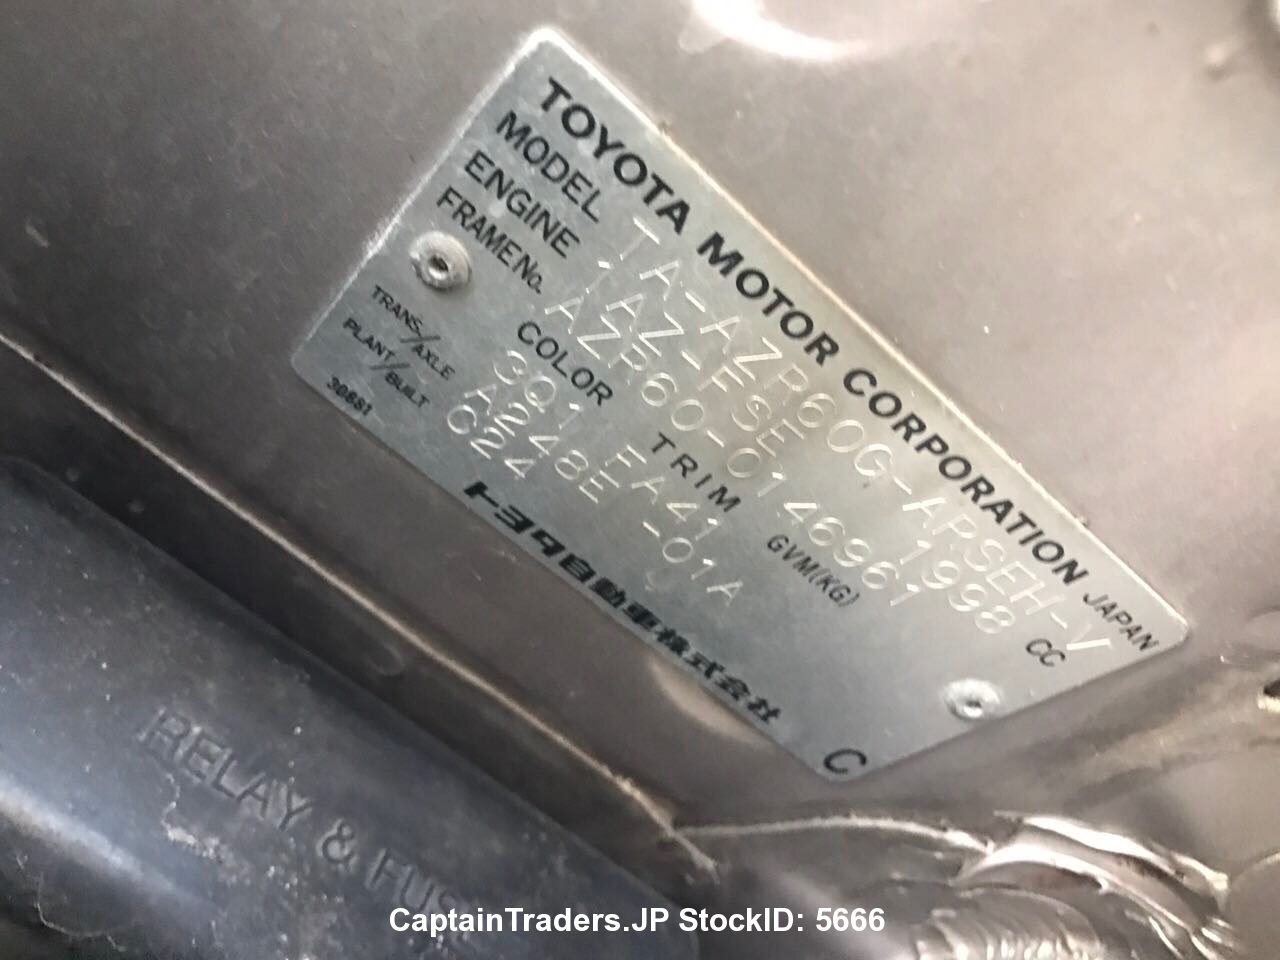 TOYOTA MOTOR CORPORATION JAPAN
MODEL TA-AZR60G-ARSEH-V
ENGINE 1AZ-FSE 1998 CC
FRAME No. AZR60-0146961
COLOR TRIM GVM(KG)
3Q1 FA41
TRANS/AXLE A248E -01A
PLANT/BUILT C24
30881
トヨタ自動車株式会社 C
RELAY & FUS
CaptainTraders.JP StockID: 5666